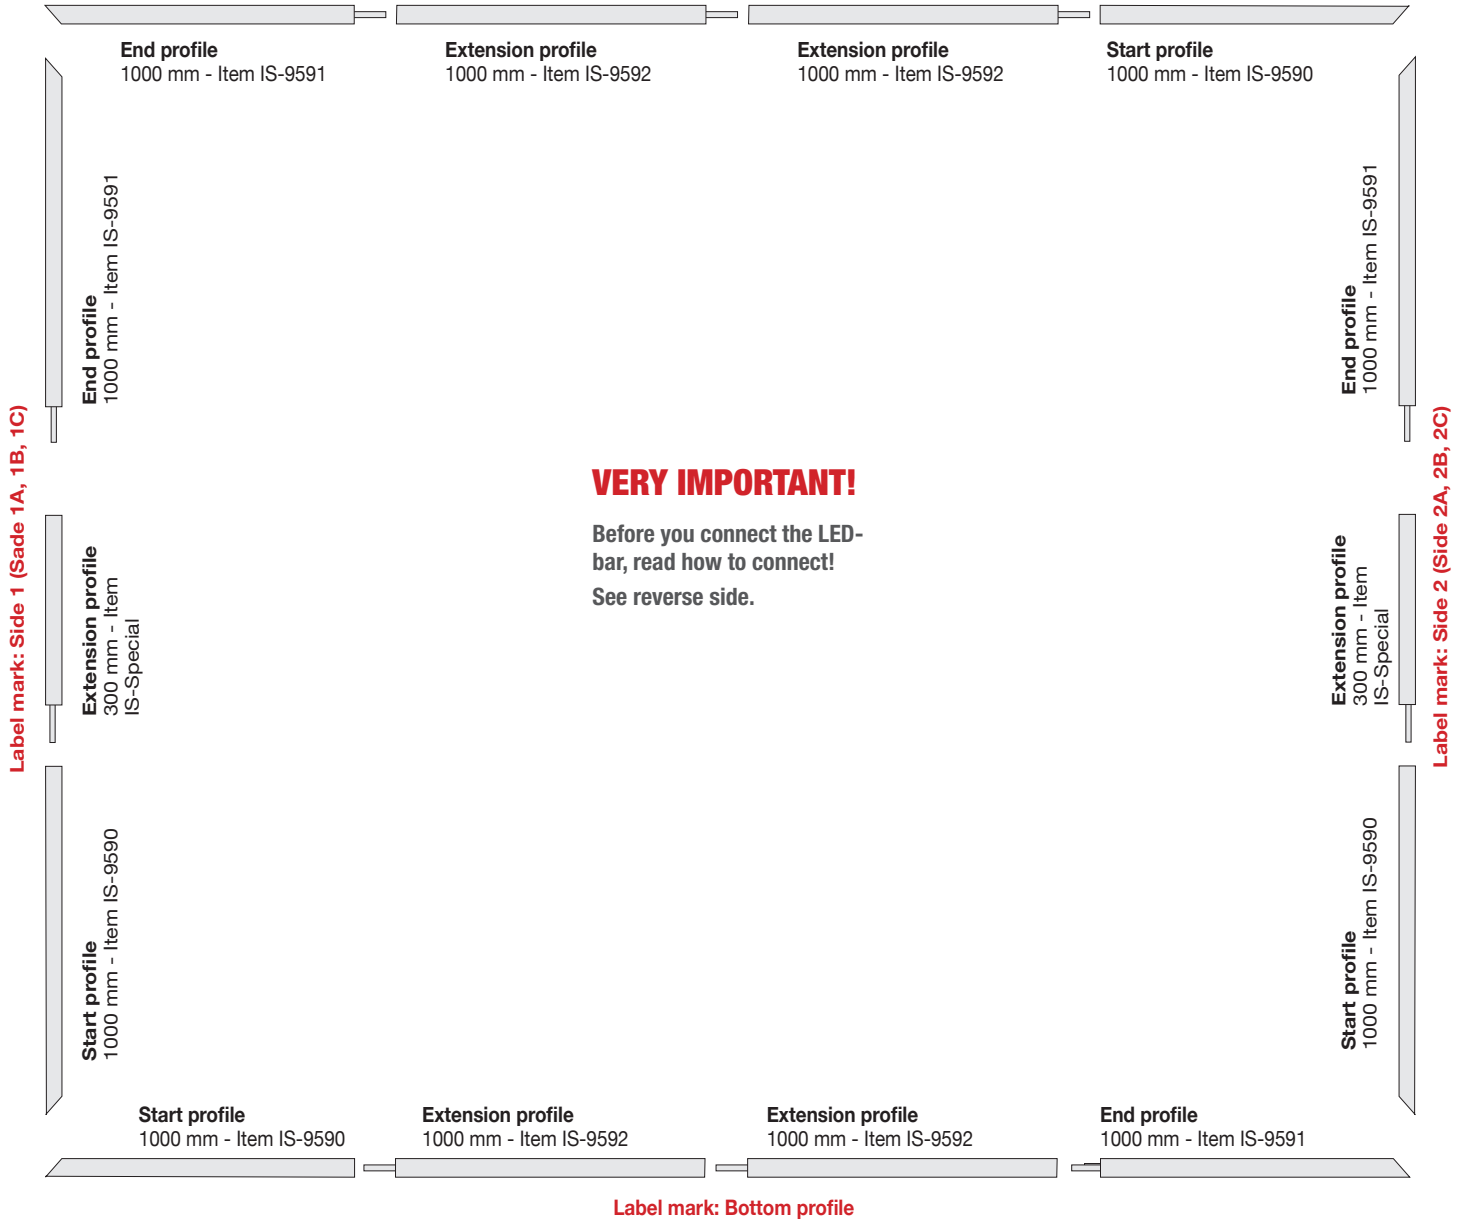 End profile
1000 mm - Item IS-9591
Extension profile
1000 mm - Item IS-9592
Extension profile
1000 mm - Item IS-9592
Start profile
1000 mm - Item IS-9590
End profile
1000 mm - Item IS-9591
End profile
1000 mm - Item IS-9591
Label mark: Side 1 (Sade 1A, 1B, 1C)
Extension profile
300 mm - Item
IS-Special
VERY IMPORTANT!
Before you connect the LED-
bar, read how to connect!
See reverse side.
Extension profile
300 mm - Item
IS-Special
Label mark: Side 2 (Side 2A, 2B, 2C)
Start profile
1000 mm - Item IS-9590
Start profile
1000 mm - Item IS-9590
Start profile
1000 mm - Item IS-9590
Extension profile
1000 mm - Item IS-9592
Extension profile
1000 mm - Item IS-9592
End profile
1000 mm - Item IS-9591
Label mark: Bottom profile